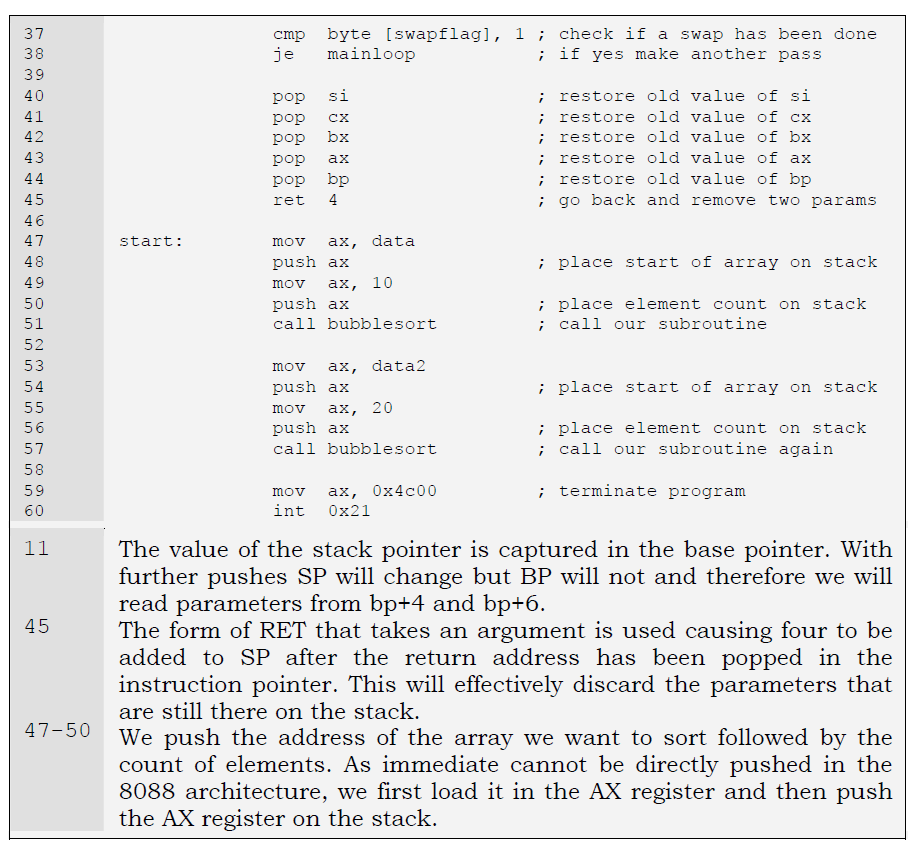 37 cmp byte [swapflag], 1 ; check if a swap has been done
38 je mainloop ; if yes make another pass
39
40 pop si ; restore old value of si
41 pop cx ; restore old value of cx
42 pop bx ; restore old value of bx
43 pop ax ; restore old value of ax
44 pop bp ; restore old value of bp
45 ret 4 ; go back and remove two params
46
47 start: mov ax, data
48 push ax ; place start of array on stack
49 mov ax, 10
50 push ax ; place element count on stack
51 call bubblesort ; call our subroutine
52
53 mov ax, data2
54 push ax ; place start of array on stack
55 mov ax, 20
56 push ax ; place element count on stack
57 call bubblesort ; call our subroutine again
58
59 mov ax, 0x4c00 ; terminate program
60 int 0x21
11 The value of the stack pointer is captured in the base pointer. With
further pushes SP will change but BP will not and therefore we will
read parameters from bp+4 and bp+6.
45 The form of RET that takes an argument is used causing four to be
added to SP after the return address has been popped in the
instruction pointer. This will effectively discard the parameters that
are still there on the stack.
47-50 We push the address of the array we want to sort followed by the
count of elements. As immediate cannot be directly pushed in the
8088 architecture, we first load it in the AX register and then push
the AX register on the stack.